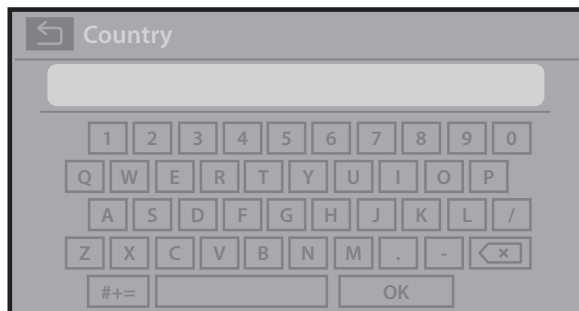 Country
1 2 3 4 5 6 7 8 9 0
Q W E R T Y U I O P
A S D F G H J K L /
Z X C V B N M . -
#+= OK